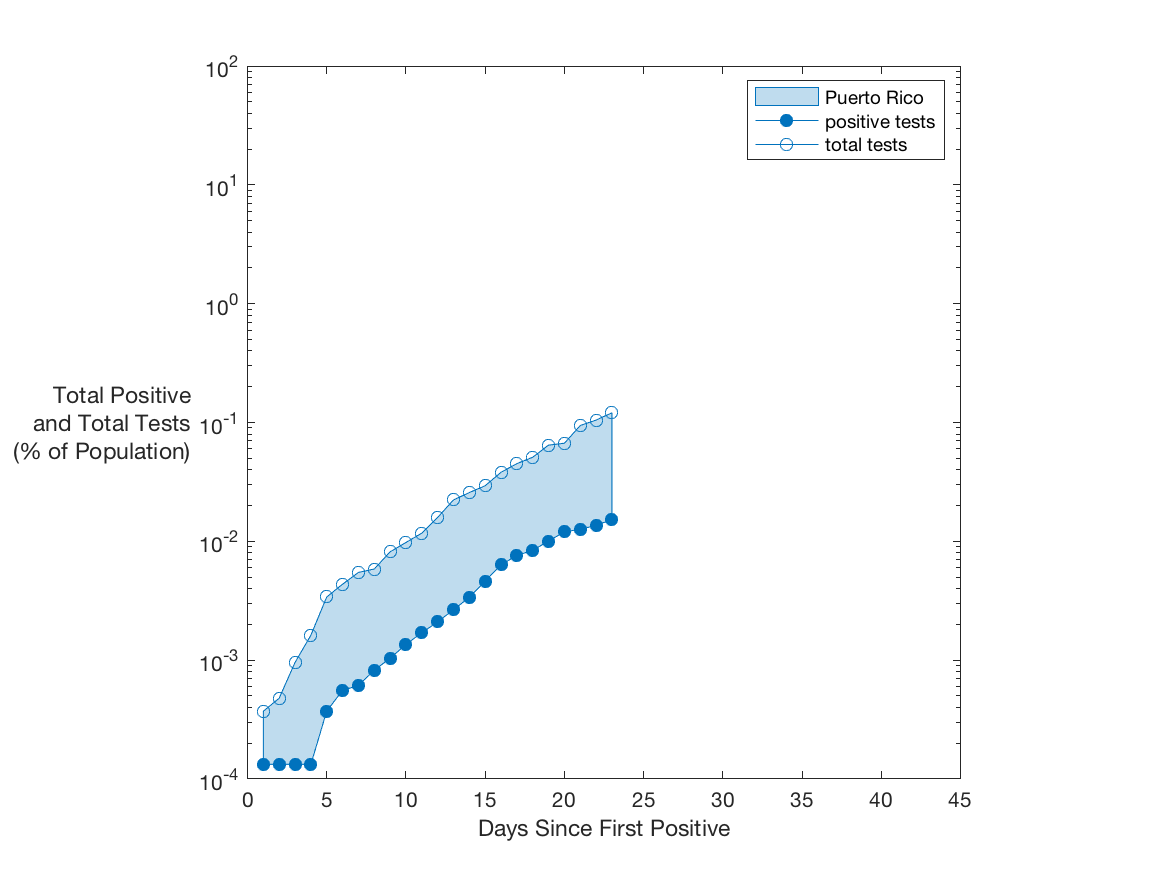 10^2
10^1
10^0
10^-1
10^-2
10^-3
10^-4
Total Positive
and Total Tests
(% of Population)
Puerto Rico
positive tests
total tests
0 5 10 15 20 25 30 35 40 45
Days Since First Positive